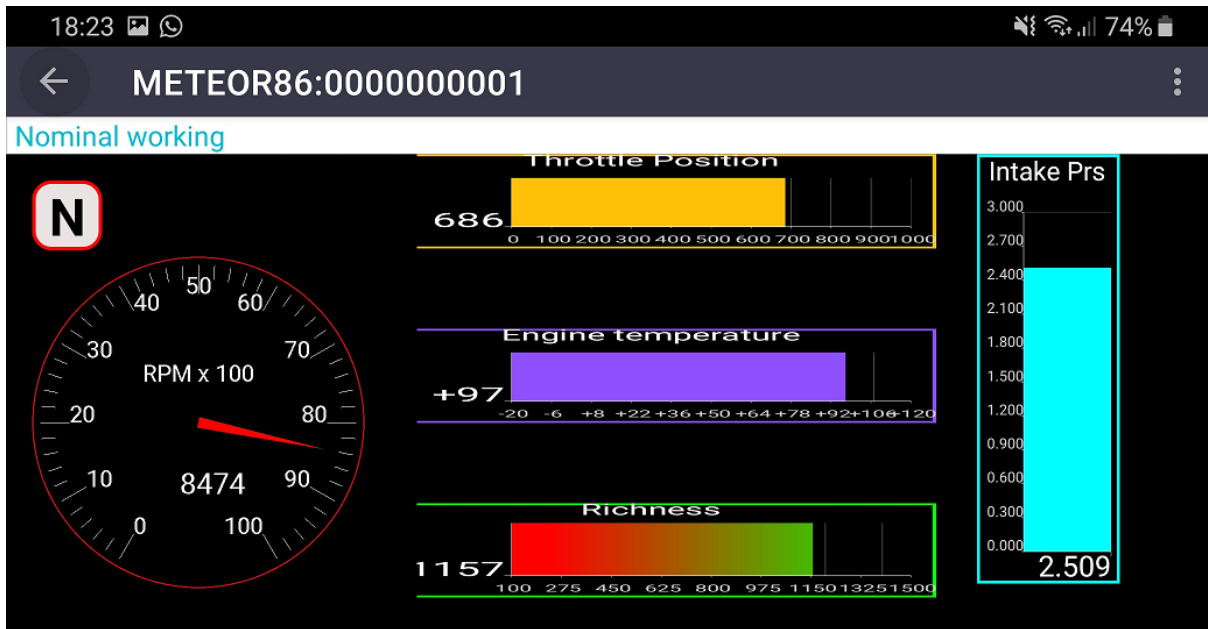 18:23 74%
METEOR86:0000000001
Nominal working
N
0 10 20 30 40 50 60 70 80 90 100
RPM x 100
8474
Throttle Position
686
0 100 200 300 400 500 600 700 800 900 1000
Engine temperature
+97
-20 -6 +8 +22 +36 +50 +64 +78 +92 +106 +120
Richness
1157
100 275 450 625 800 975 1150 1325 1500
Intake Prs
3.000
2.700
2.400
2.100
1.800
1.500
1.200
0.900
0.600
0.300
0.000
2.509